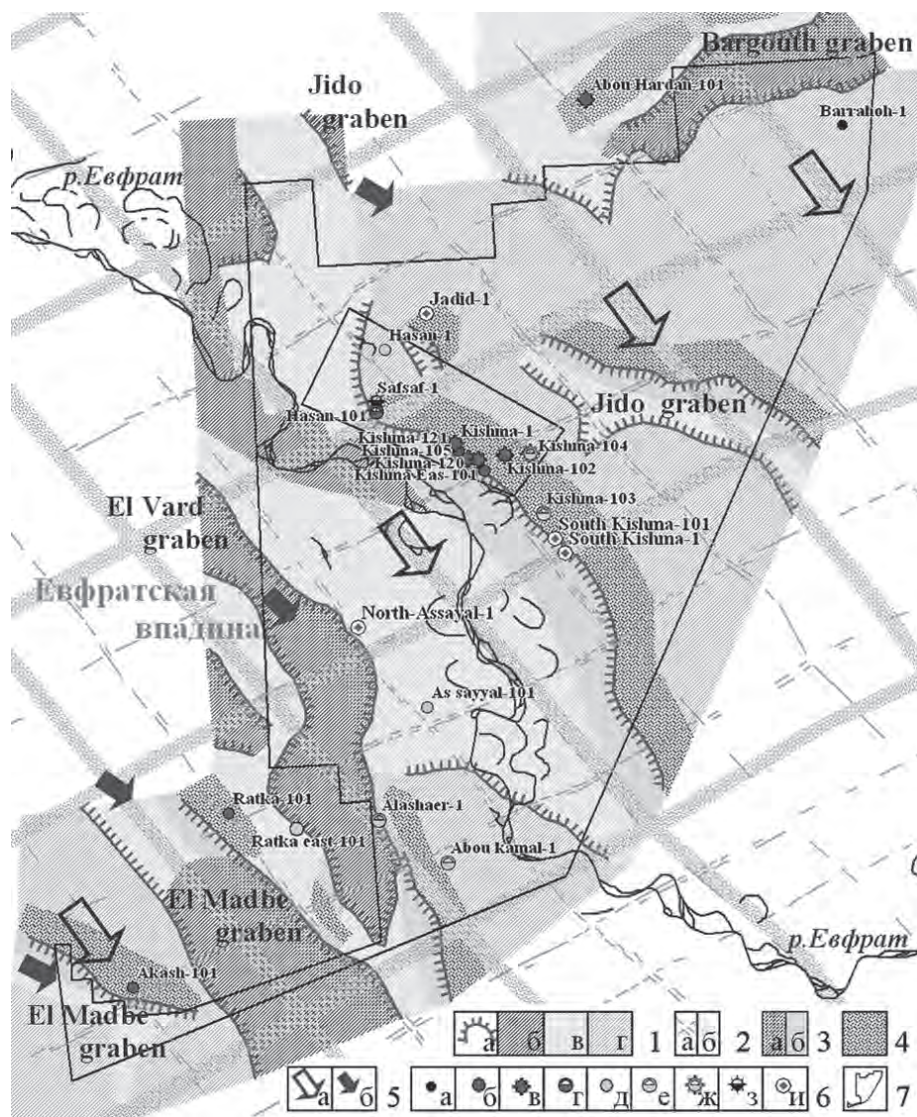 Bargouth graben
Jido
graben
Abou Hardan-101
Barrahoh-1
р.Евфрат
Jadid-1
Hasan-1
Safsaf-1
Hasan-101
Jido graben
Kishma-121
Kishma-1
Kishma-104
Kishma-105
Kishma-120
Kishma-102
Kishma Eas-101
Kishma-103
El Vard
graben
South Kishma-101
South Kishma-1
Евфратская
впадина
North-Assayal-1
As sayyal-101
Ratka-101
Alashaer-1
Ratka east-101
Abou kamal-1
El Madbe
graben
р.Евфрат
Akash-101
El Madbe
graben
а б в г 1 а б 2 а б 3 4
а б 5 а б в г д е ж з и 6 7